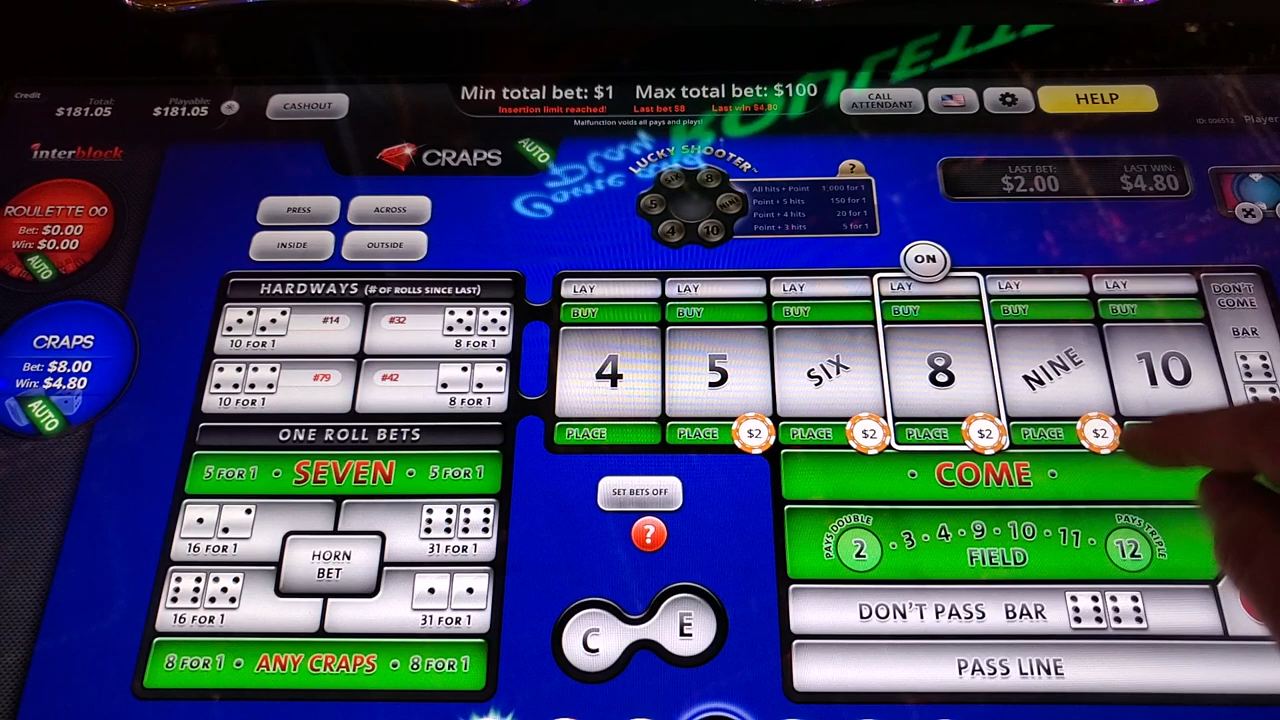 Credit
Total:
$181.05
Playable:
$181.05
CASHOUT
Min total bet: $1
Max total bet: $100
Insertion limit reached!
Last bet $8
Last win $4.80
Malfunction voids all pays and plays!
CALL ATTENDANT
HELP
ID: 006512
Player
interblock
CRAPS
AUTO
LUCKY SHOOTER™
SIX
8
5
NINE
4
10
?
All hits + Point 1,000 for 1
Point + 5 hits 150 for 1
Point + 4 hits 20 for 1
Point + 3 hits 5 for 1
LAST BET:
$2.00
LAST WIN:
$4.80
ROULETTE 00
Bet: $0.00
Win: $0.00
AUTO
CRAPS
Bet: $8.00
Win: $4.80
AUTO
PRESS
ACROSS
INSIDE
OUTSIDE
ON
HARDWAYS (# OF ROLLS SINCE LAST)
#14
10 FOR 1
#32
8 FOR 1
#79
10 FOR 1
#42
8 FOR 1
ONE ROLL BETS
5 FOR 1 • SEVEN • 5 FOR 1
16 FOR 1
31 FOR 1
HORN
BET
16 FOR 1
31 FOR 1
8 FOR 1 • ANY CRAPS • 8 FOR 1
LAY LAY LAY LAY LAY LAY
BUY BUY BUY BUY BUY BUY
4 5 SIX 8 NINE 10
PLACE PLACE $2 PLACE $2 PLACE $2 PLACE $2
DON'T
COME
BAR
SET BETS OFF
?
C E
• COME •
PAYS DOUBLE
2 • 3 • 4 • 9 • 10 • 11 • 12
PAYS TRIPLE
FIELD
DON'T PASS BAR
PASS LINE